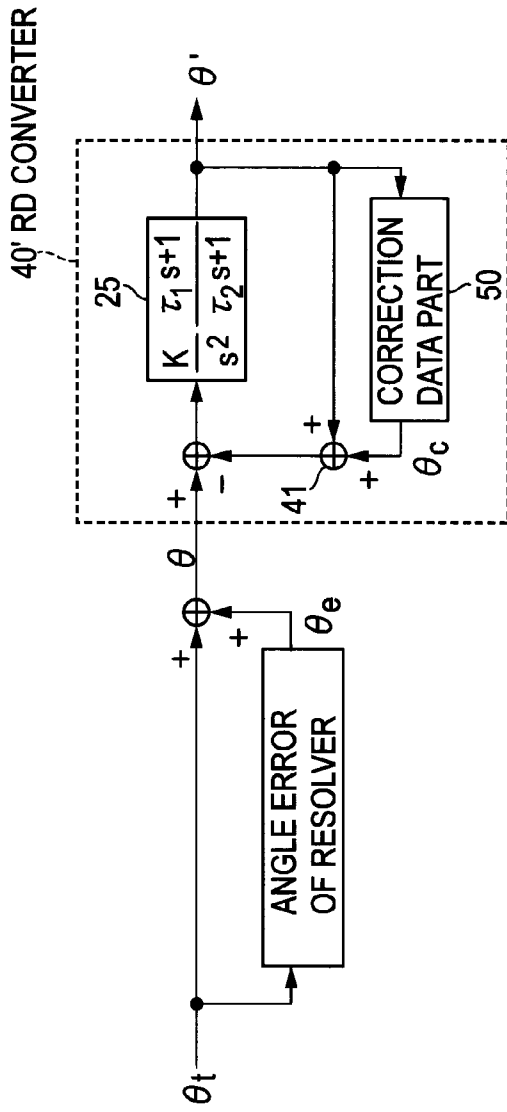 40' RD CONVERTER
25
K τ₁s+1
s² τ₂s+1
θ'
θt
+
+
θ
+
-
+
+
41
θe
θc
ANGLE ERROR
OF RESOLVER
CORRECTION
DATA PART
50